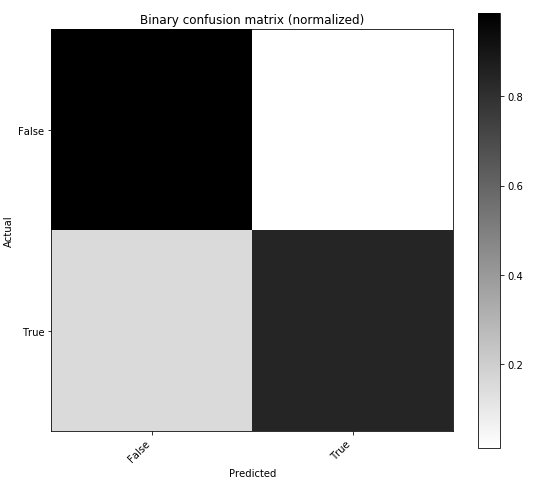 Binary confusion matrix (normalized)
False
Actual
True
False
True
Predicted
0.8
0.6
0.4
0.2